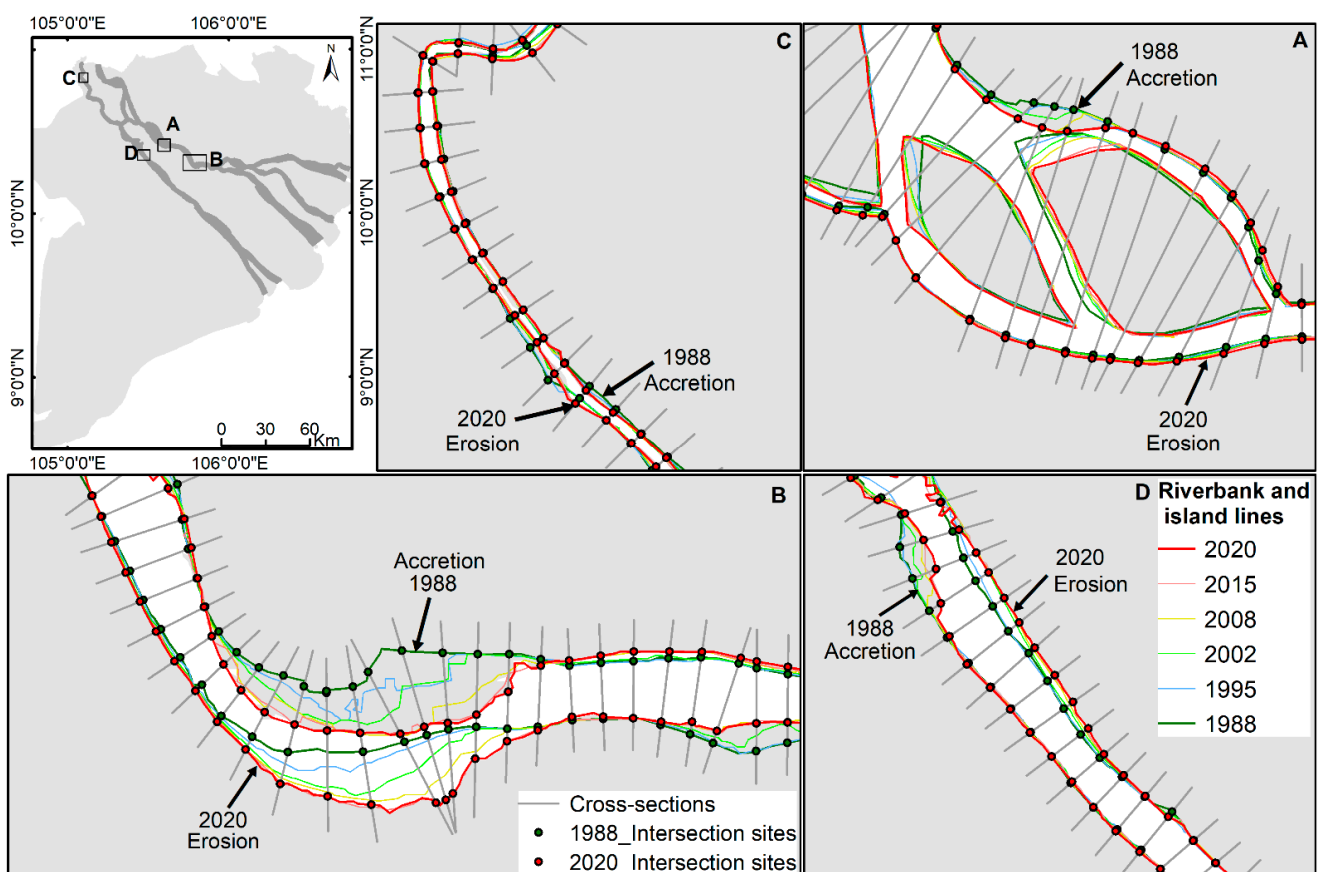 105°0'0"E
106°0'0"E
N
11°0'0"N
10°0'0"N
9°0'0"N
C
A
D
B
0 30 60
Km
9°0'0"N
10°0'0"N
105°0'0"E
106°0'0"E
C
1988
Accretion
2020
Erosion
A
1988
Accretion
2020
Erosion
B
Accretion
1988
2020
Erosion
Cross-sections
1988_Intersection sites
2020_Intersection sites
D
2020
Erosion
1988
Accretion
Riverbank and
island lines
2020
2015
2008
2002
1995
1988